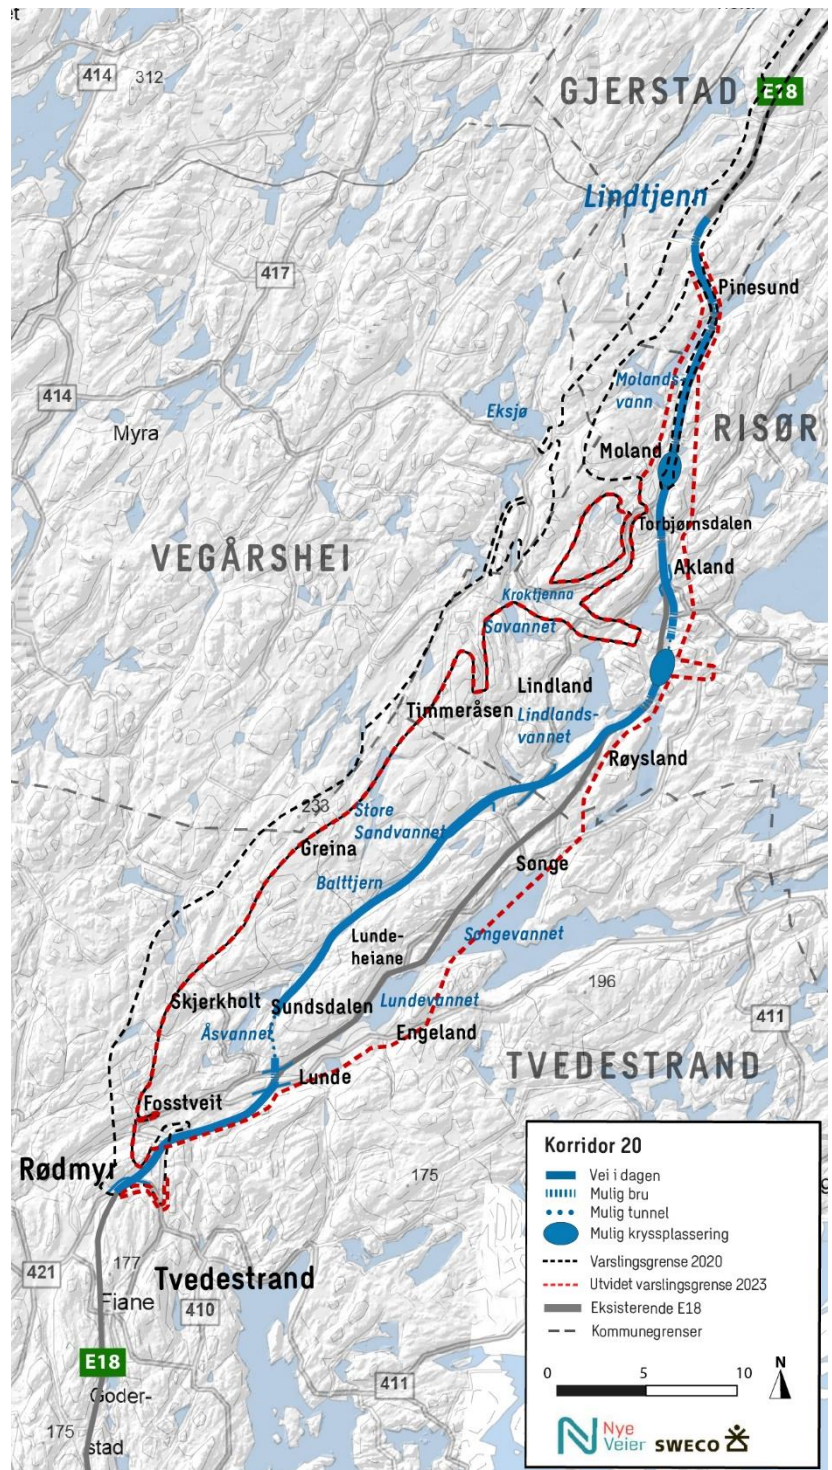 et
414
312
GJERSTAD
E18
Lindtjenn
417
Pinesund
414
Molands-
vann
Eksjø
Myra
RISØR
Moland
Torbjørnsdalen
VEGÅRSHEI
Akland
Kroktjenna
Savannet
Lindland
Timmeråsen
Lindlands-
vannet
Røysland
233
Store
Sandvannet
Greina
Songe
Balttjern
Lunde-
heiane
Songevannet
196
Skjerkholt
Sundsdalen
Lundevannet
411
Åsvannet
Engeland
TVEDESTRAND
Lunde
Fosstveit
Rødmyr
175
177
421
Tvedestrand
Fiane
410
E18
411
Goder-
175
stad
Korridor 20
Vei i dagen
Mulig bru
Mulig tunnel
Mulig kryssplassering
Varslingsgrense 2020
Utvidet varslingsgrense 2023
Eksisterende E18
Kommunegrenser
0 5 10
N
Nye
Veier
SWECO